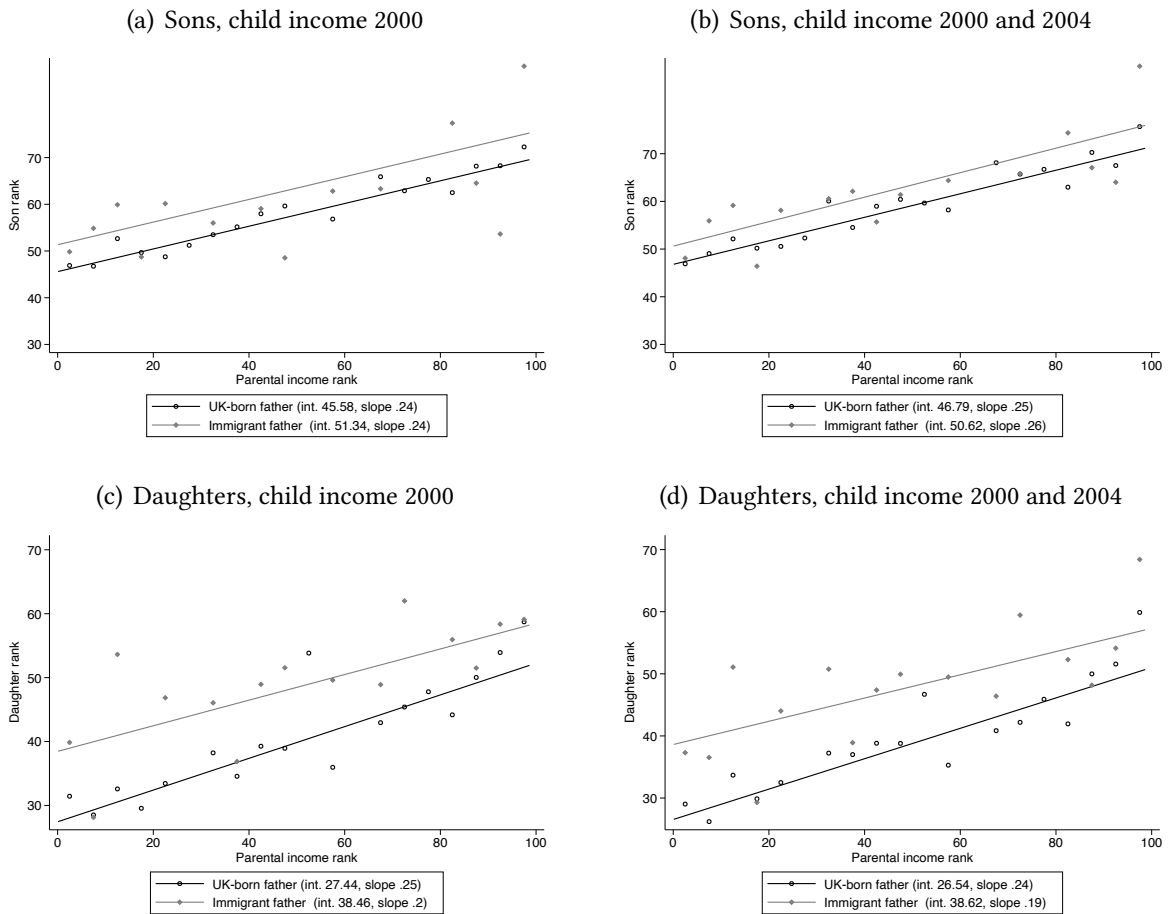 (a) Sons, child income 2000
Son rank
70
60
50
40
30
0 20 40 60 80 100
Parental income rank
UK-born father (int. 45.58, slope .24)
Immigrant father (int. 51.34, slope .24)
(b) Sons, child income 2000 and 2004
Son rank
70
60
50
40
30
0 20 40 60 80 100
Parental income rank
UK-born father (int. 46.79, slope .25)
Immigrant father (int. 50.62, slope .26)
(c) Daughters, child income 2000
Daughter rank
70
60
50
40
30
0 20 40 60 80 100
Parental income rank
UK-born father (int. 27.44, slope .25)
Immigrant father (int. 38.46, slope .2)
(d) Daughters, child income 2000 and 2004
Daughter rank
70
60
50
40
30
0 20 40 60 80 100
Parental income rank
UK-born father (int. 26.54, slope .24)
Immigrant father (int. 38.62, slope .19)